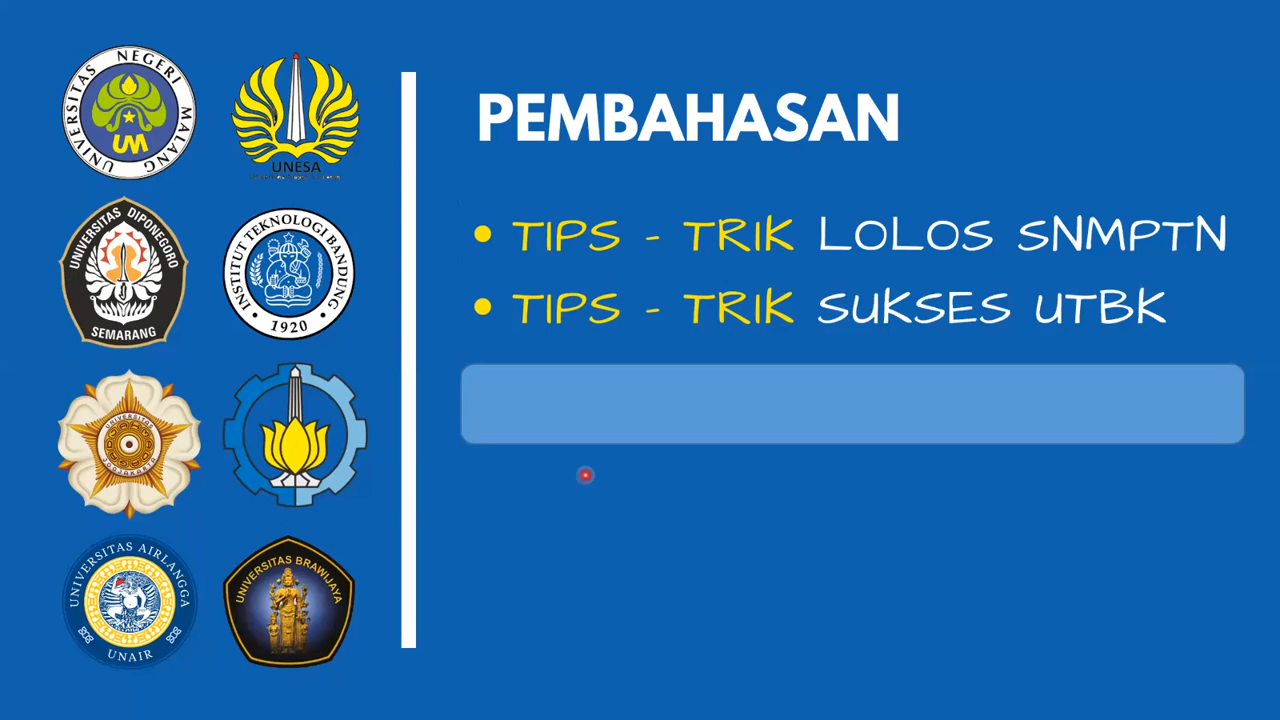 UNIVERSITAS NEGERI MALANG
UM
UNESA
UNIVERSITAS DIPONEGORO
SEMARANG
INSTITUT TEKNOLOGI BANDUNG
1920
UNIVERSITAS
UNIVERSITAS AIRLANGGA
UNAIR
UNIVERSITAS BRAWIJAYA
PEMBAHASAN
• TIPS - TRIK LOLOS SNMPTN
• TIPS - TRIK SUKSES UTBK